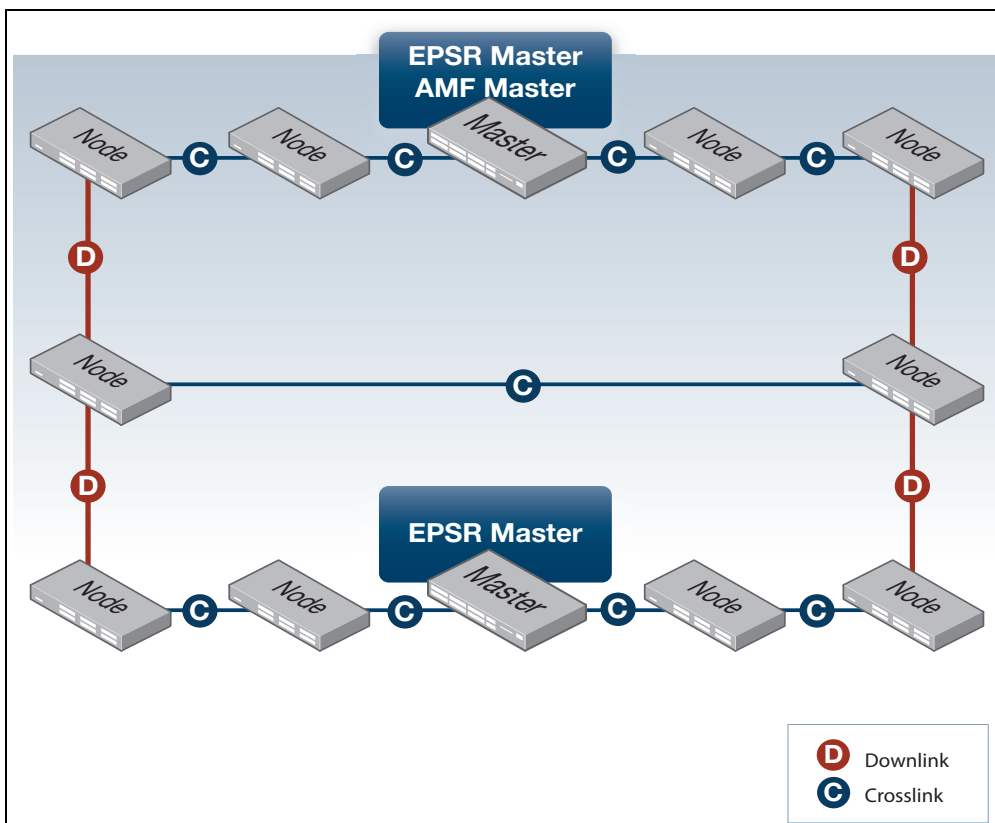 EPSR Master
AMF Master
Node
Node
Master
Node
Node
C
C
C
C
D
D
Node
C
Node
D
D
EPSR Master
Node
Node
Master
Node
Node
C
C
C
C
D Downlink
C Crosslink